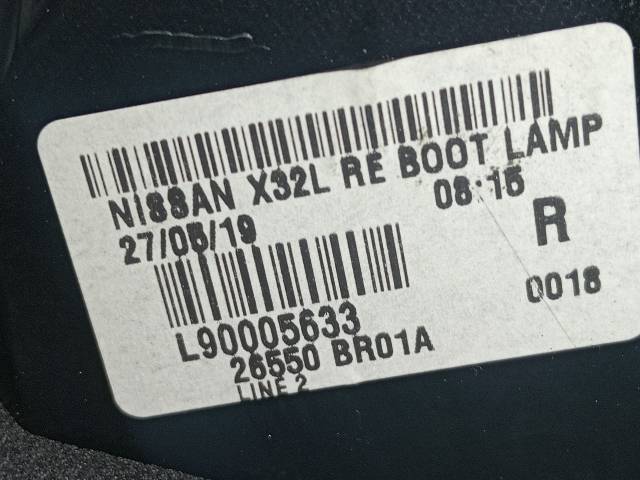 NISSAN X32L RE BOOT LAMP
27/05/19 08:15
R
L90005633 0018
26550 BR01A
LINE 2